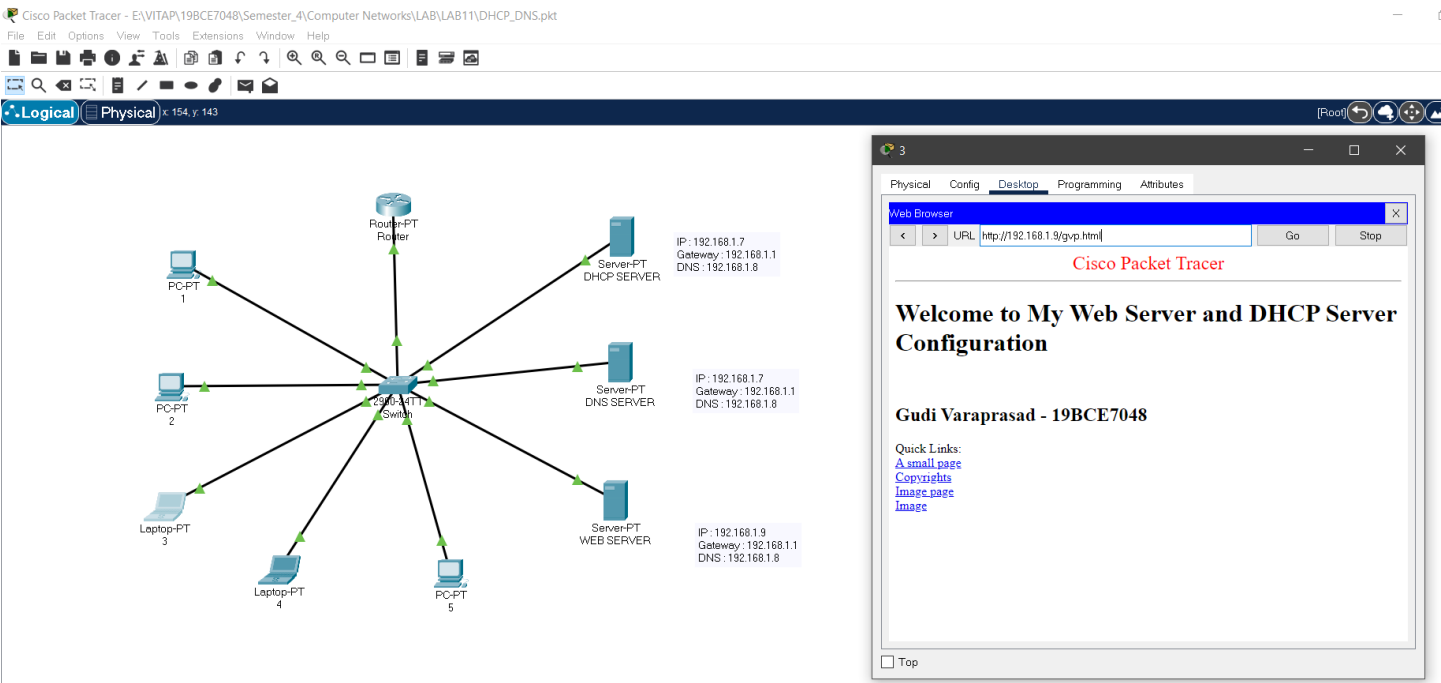 Cisco Packet Tracer - E:\VITAP\19BCE7048\Semester_4\Computer Networks\LAB\LAB11\DHCP_DNS.pkt
File Edit Options View Tools Extensions Window Help
Logical Physical x: 154, y: 143 [Root]
Router-PT
Router
PC-PT
1
Server-PT
DHCP SERVER
IP : 192.168.1.7
Gateway : 192.168.1.1
DNS : 192.168.1.8
PC-PT
2
2950-24TT
Switch
Server-PT
DNS SERVER
IP : 192.168.1.7
Gateway : 192.168.1.1
DNS : 192.168.1.8
Laptop-PT
3
Laptop-PT
4
PC-PT
5
Server-PT
WEB SERVER
IP : 192.168.1.9
Gateway : 192.168.1.1
DNS : 192.168.1.8
3
Physical Config Desktop Programming Attributes
Web Browser X
< > URL http://192.168.1.9/gvp.html Go Stop
Cisco Packet Tracer
Welcome to My Web Server and DHCP Server
Configuration
Gudi Varaprasad - 19BCE7048
Quick Links:
A small page
Copyrights
Image page
Image
Top